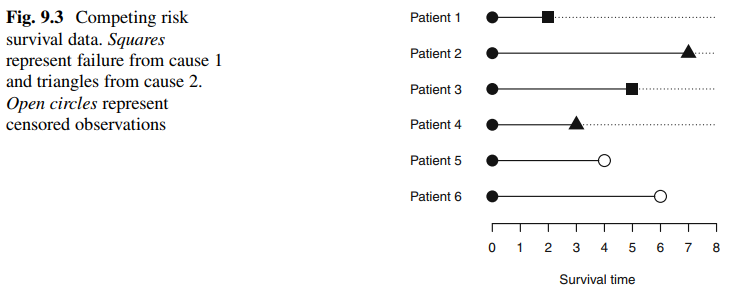 Fig. 9.3 Competing risk
survival data. Squares
represent failure from cause 1
and triangles from cause 2.
Open circles represent
censored observations
Patient 1
Patient 2
Patient 3
Patient 4
Patient 5
Patient 6
0 1 2 3 4 5 6 7 8
Survival time